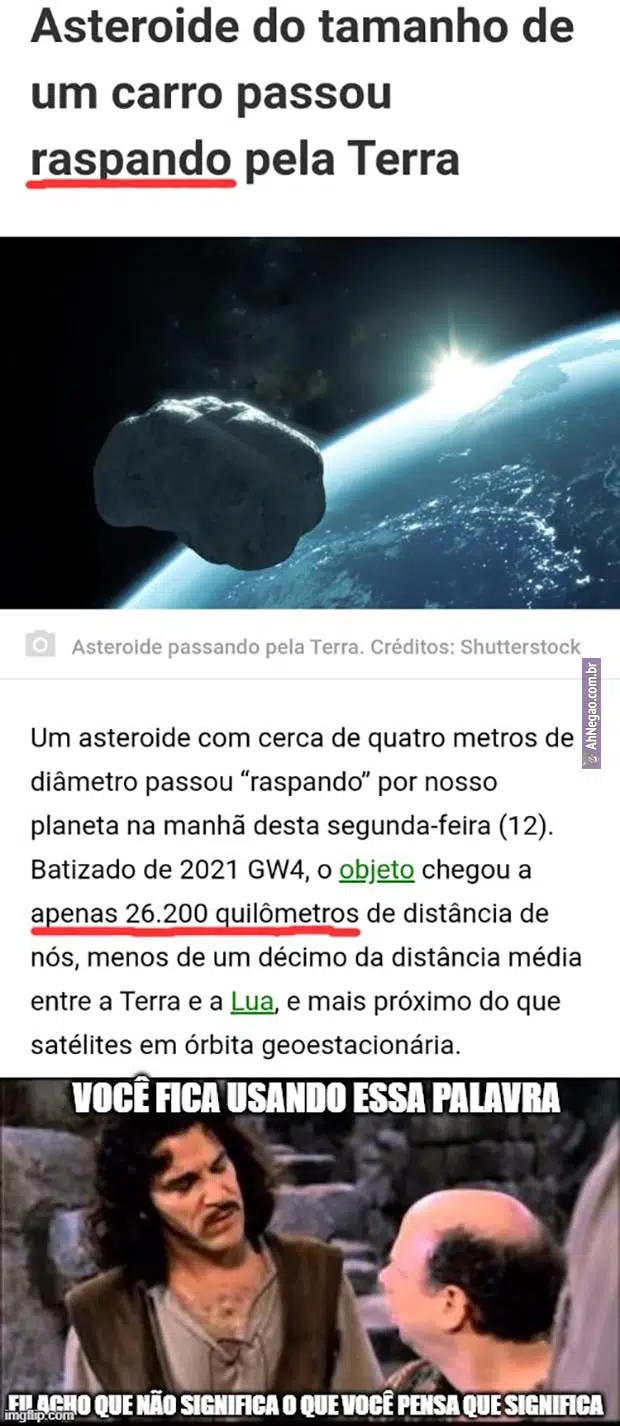 Asteroide do tamanho de
um carro passou
raspando pela Terra
Asteroide passando pela Terra. Créditos: Shutterstock
AhNegao.com.br
Um asteroide com cerca de quatro metros de
diâmetro passou “raspando” por nosso
planeta na manhã desta segunda-feira (12).
Batizado de 2021 GW4, o objeto chegou a
apenas 26.200 quilômetros de distância de
nós, menos de um décimo da distância média
entre a Terra e a Lua, e mais próximo do que
satélites em órbita geoestacionária.
VOCÊ FICA USANDO ESSA PALAVRA
EU ACHO QUE NÃO SIGNIFICA O QUE VOCÊ PENSA QUE SIGNIFICA
imgflip.com